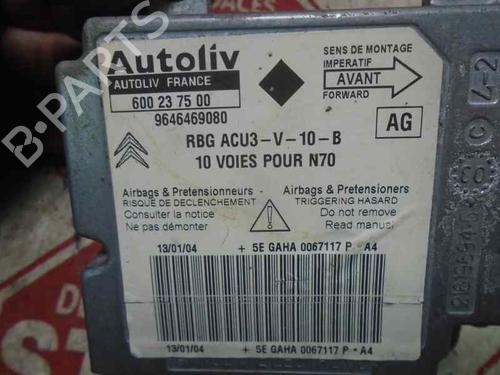 Autoliv
AUTOLIV FRANCE
600 23 75 00
9646469080
SENS DE MONTAGE
IMPERATIF
AVANT
FORWARD
AG
RBG ACU3-V-10-B
10 VOIES POUR N70
Airbags & Pretensionneurs
RISQUE DE DECLENCHEMENT
Consulter la notice
Ne pas démonter
Airbags & Pretensioners
TRIGGERING HASARD
Do not remove
Read manual
13/01/04 + 5E GAHA 0067117 P - A4
13/01/04 + 5E GAHA 0067117 P - A4
B-PARTS